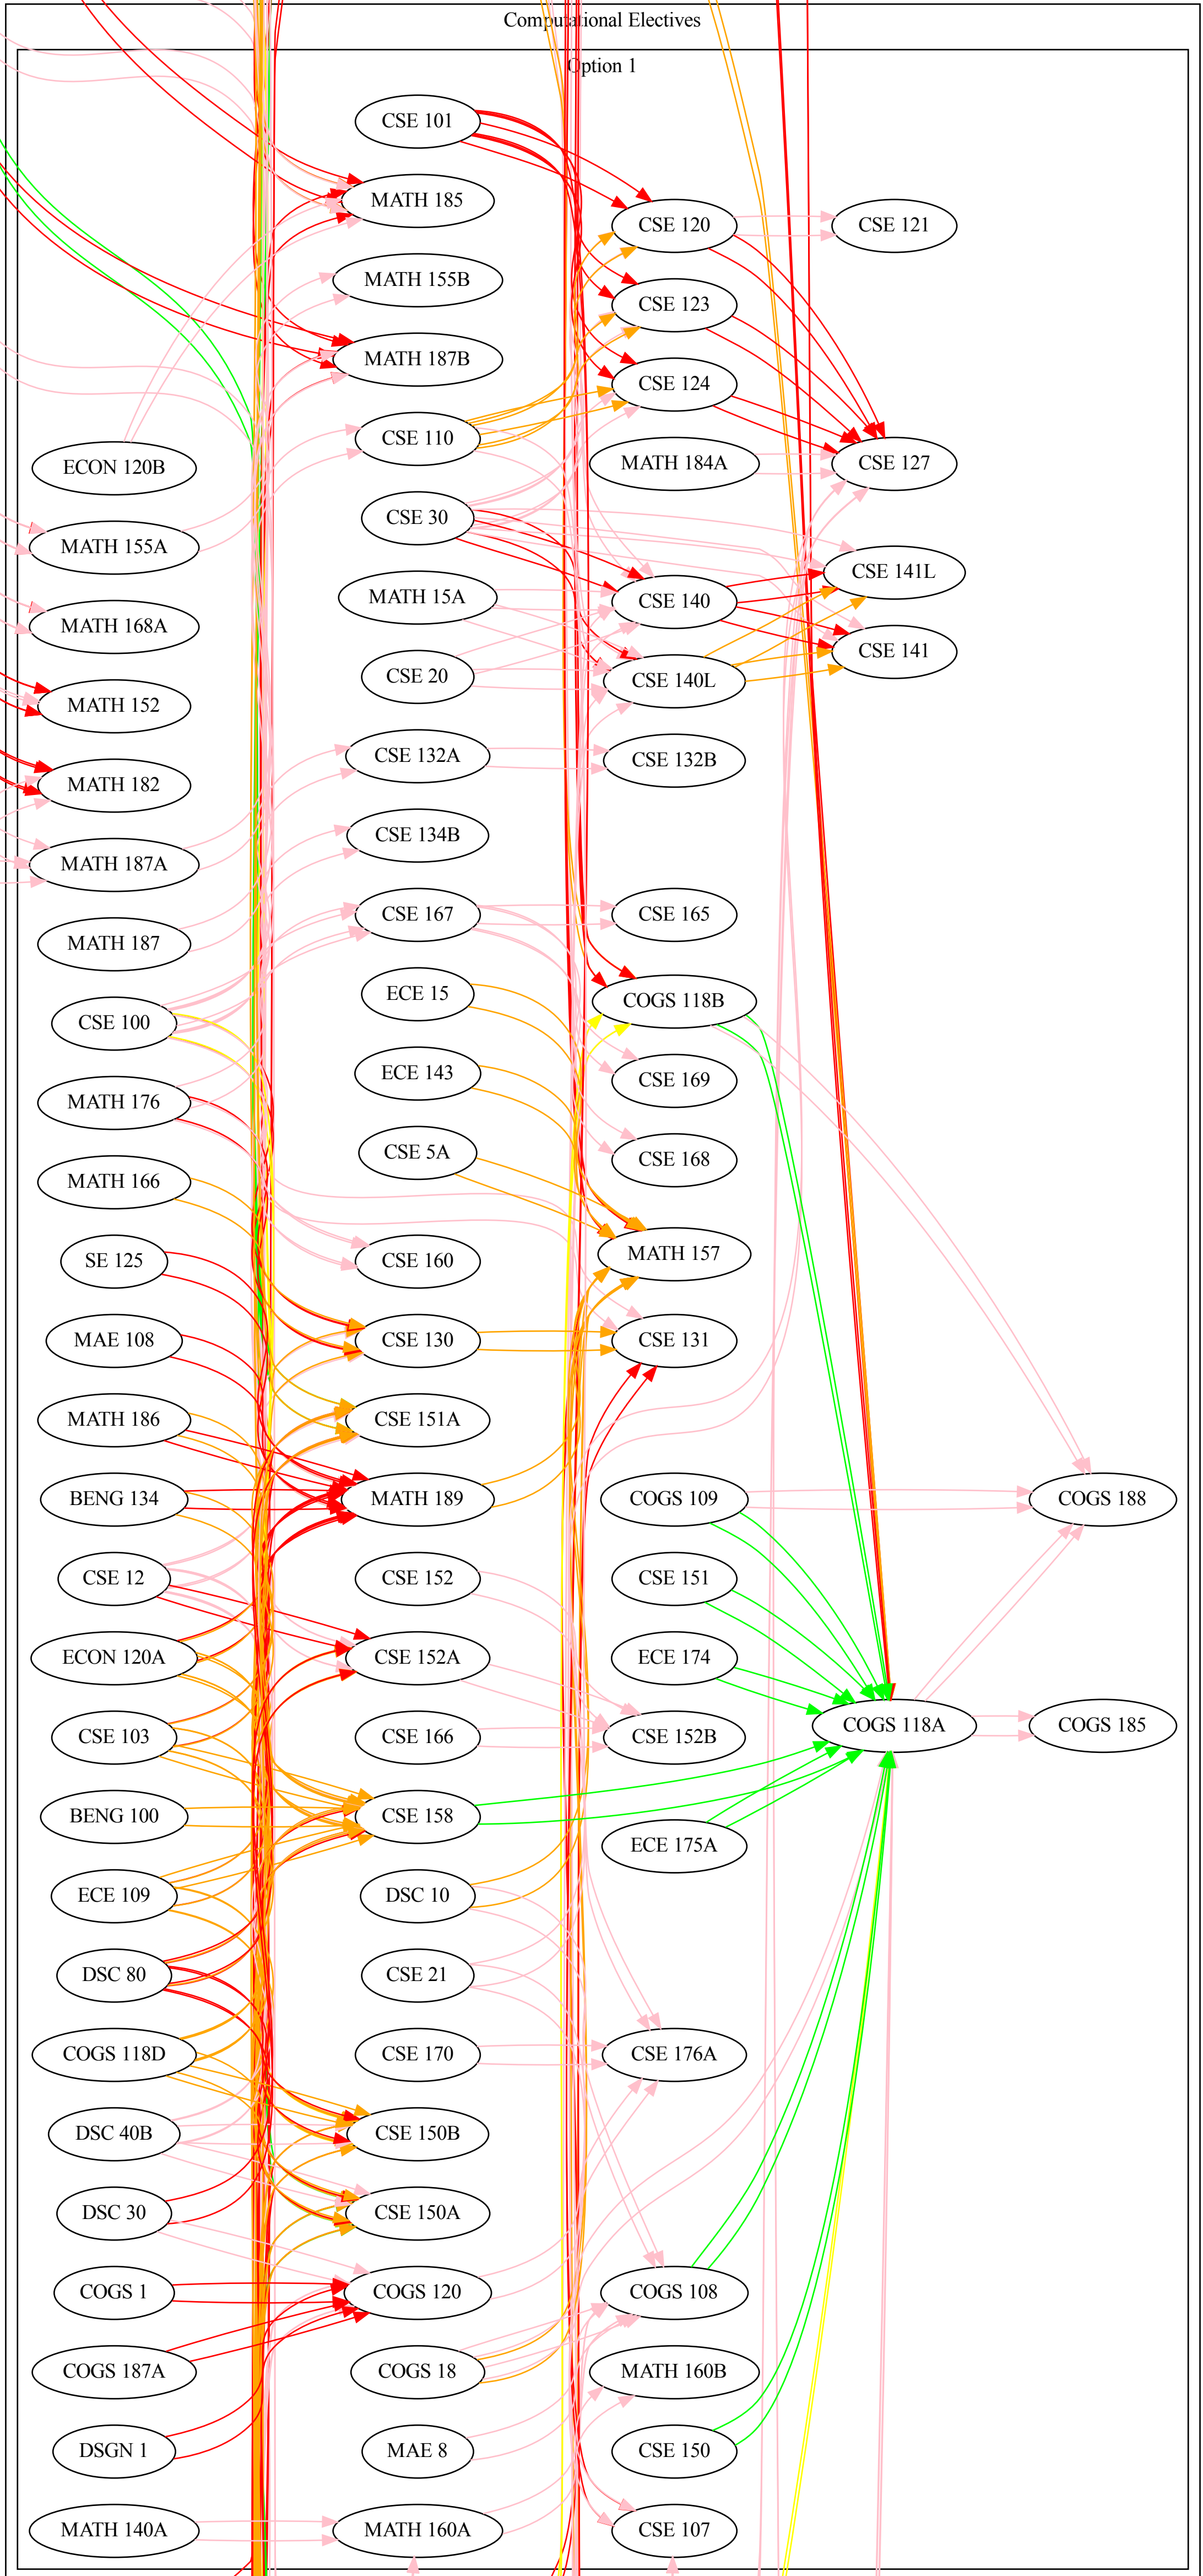 Computational Electives
Option 1
CSE 101
MATH 185
CSE 120
CSE 121
MATH 155B
CSE 123
MATH 187B
CSE 124
CSE 110
ECON 120B
MATH 184A
CSE 127
CSE 30
MATH 155A
CSE 141L
MATH 15A
CSE 140
MATH 168A
CSE 141
CSE 20
CSE 140L
MATH 152
CSE 132A
CSE 132B
MATH 182
CSE 134B
MATH 187A
CSE 167
CSE 165
MATH 187
ECE 15
COGS 118B
CSE 100
ECE 143
CSE 169
MATH 176
CSE 5A
CSE 168
MATH 166
MATH 157
SE 125
CSE 160
MAE 108
CSE 130
CSE 131
MATH 186
CSE 151A
BENG 134
MATH 189
COGS 109
COGS 188
CSE 12
CSE 152
CSE 151
ECON 120A
CSE 152A
ECE 174
COGS 118A
COGS 185
CSE 103
CSE 166
CSE 152B
BENG 100
CSE 158
ECE 175A
ECE 109
DSC 10
DSC 80
CSE 21
COGS 118D
CSE 170
CSE 176A
DSC 40B
CSE 150B
DSC 30
CSE 150A
COGS 1
COGS 120
COGS 108
COGS 187A
COGS 18
MATH 160B
DSGN 1
MAE 8
CSE 150
MATH 140A
MATH 160A
CSE 107